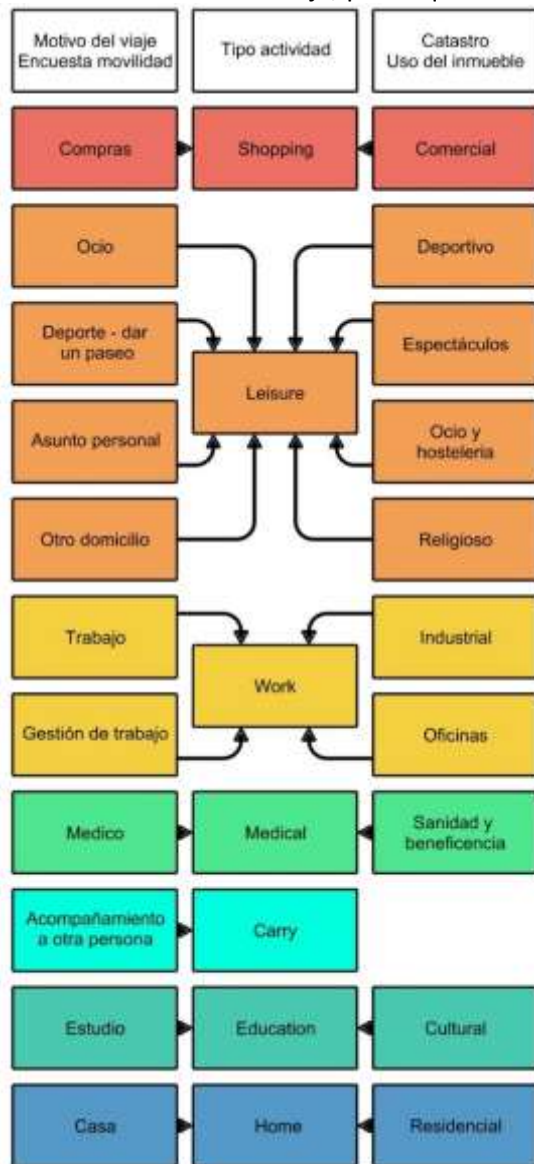 Motivo del viaje
Encuesta movilidad
Tipo actividad
Catastro
Uso del inmueble
Compras
Shopping
Comercial
Ocio
Deportivo
Deporte - dar
un paseo
Espectáculos
Leisure
Asunto personal
Ocio y
hosteleria
Otro domicilio
Religioso
Trabajo
Industrial
Work
Gestión de trabajo
Oficinas
Medico
Medical
Sanidad y
beneficencia
Acompañamiento
a otra persona
Carry
Estudio
Education
Cultural
Casa
Home
Residencial